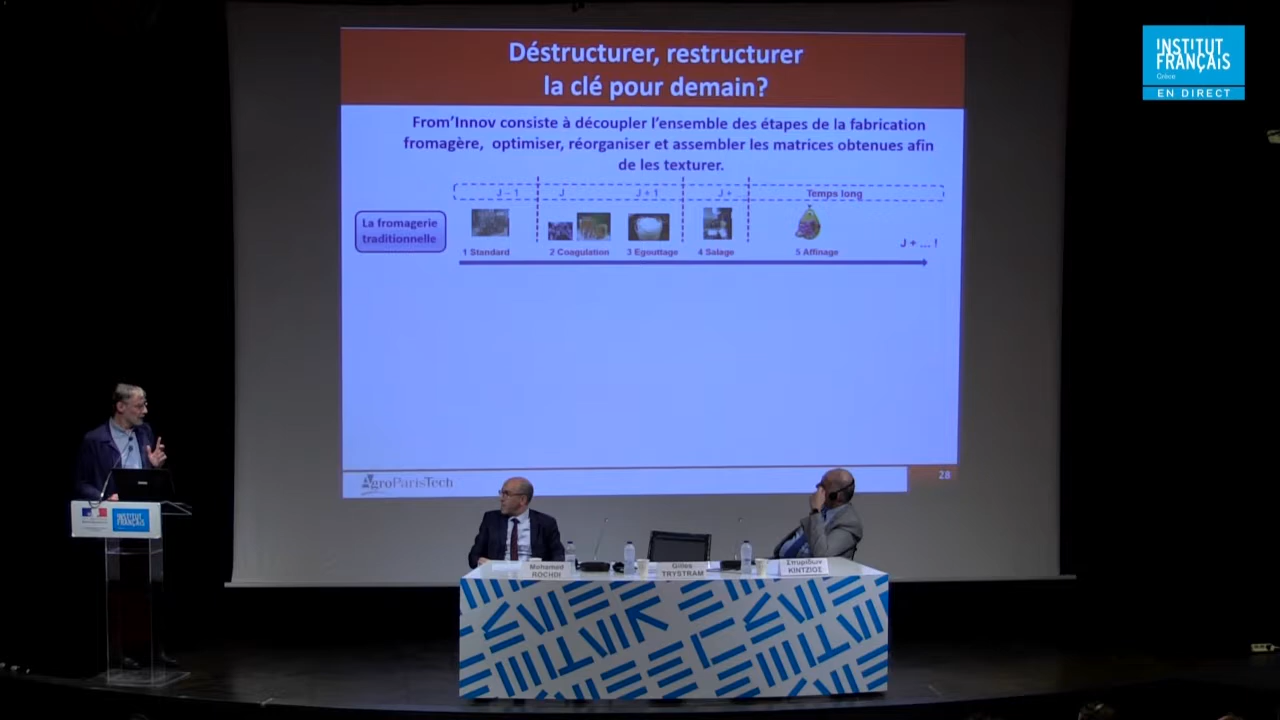 Déstructurer, restructurer
la clé pour demain?
From'Innov consiste à découpler l'ensemble des étapes de la fabrication
fromagère, optimiser, réorganiser et assembler les matrices obtenues afin
de les texturer.
J – 1
J
J + 1
J +
Temps long
La fromagerie
traditionnelle
J + ... !
1 Standard
2 Coagulation
3 Egouttage
4 Salage
5 Affinage
AgroParisTech
28
INSTITUT
FRANÇAIS
Grèce
EN DIRECT
INSTITUT
FRANÇAIS
Mohamed
ROCHDI
Gilles
TRYSTRAM
Σπυρίδων
ΚΙΝΤΖΙΟΣ